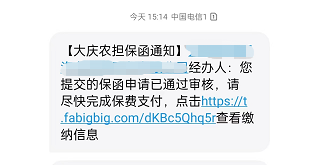 今天 15:14 中国电信1
【大庆农担保函通知】
经办人：您
提交的保函申请已通过审核，请
尽快完成保费支付，点击https://
t.fabigbig.com/dKBc5Qhq5r查看缴
纳信息